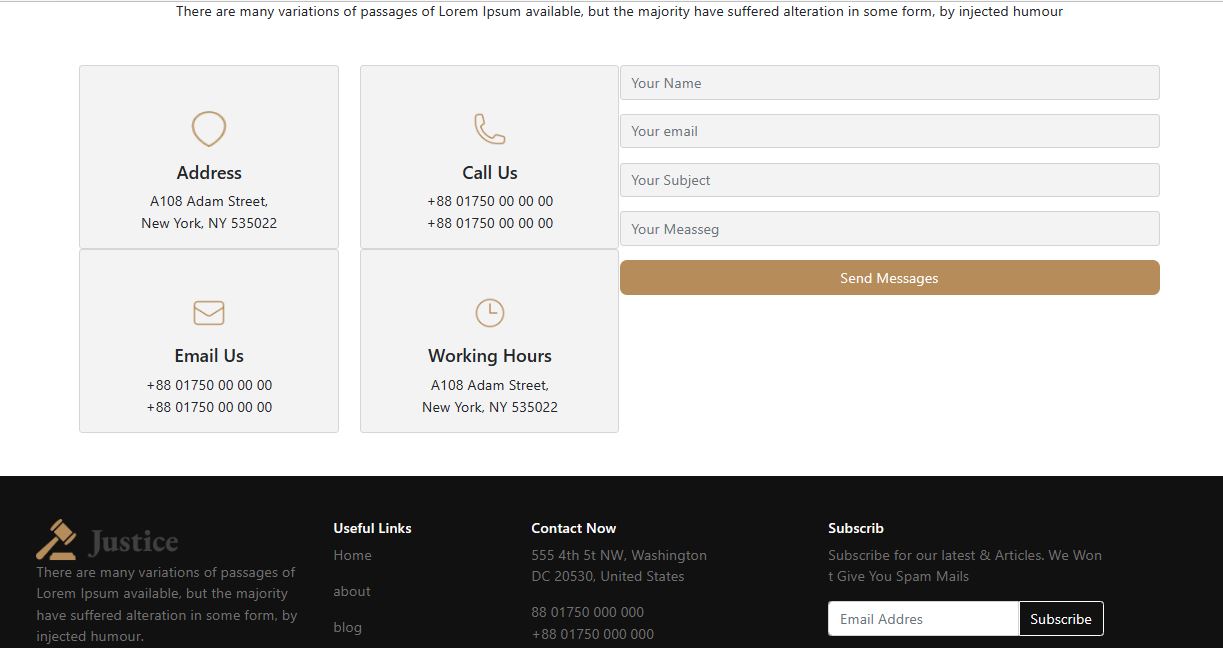 There are many variations of passages of Lorem Ipsum available, but the majority have suffered alteration in some form, by injected humour
Address
A108 Adam Street,
New York, NY 535022
Call Us
+88 01750 00 00 00
+88 01750 00 00 00
Email Us
+88 01750 00 00 00
+88 01750 00 00 00
Working Hours
A108 Adam Street,
New York, NY 535022
Your Name
Your email
Your Subject
Your Measseg
Send Messages
Justice
There are many variations of passages of
Lorem Ipsum available, but the majority
have suffered alteration in some form, by
injected humour.
Useful Links
Home
about
blog
Contact Now
555 4th 5t NW, Washington
DC 20530, United States
88 01750 000 000
+88 01750 000 000
Subscrib
Subscribe for our latest & Articles. We Won
t Give You Spam Mails
Email Addres
Subscribe